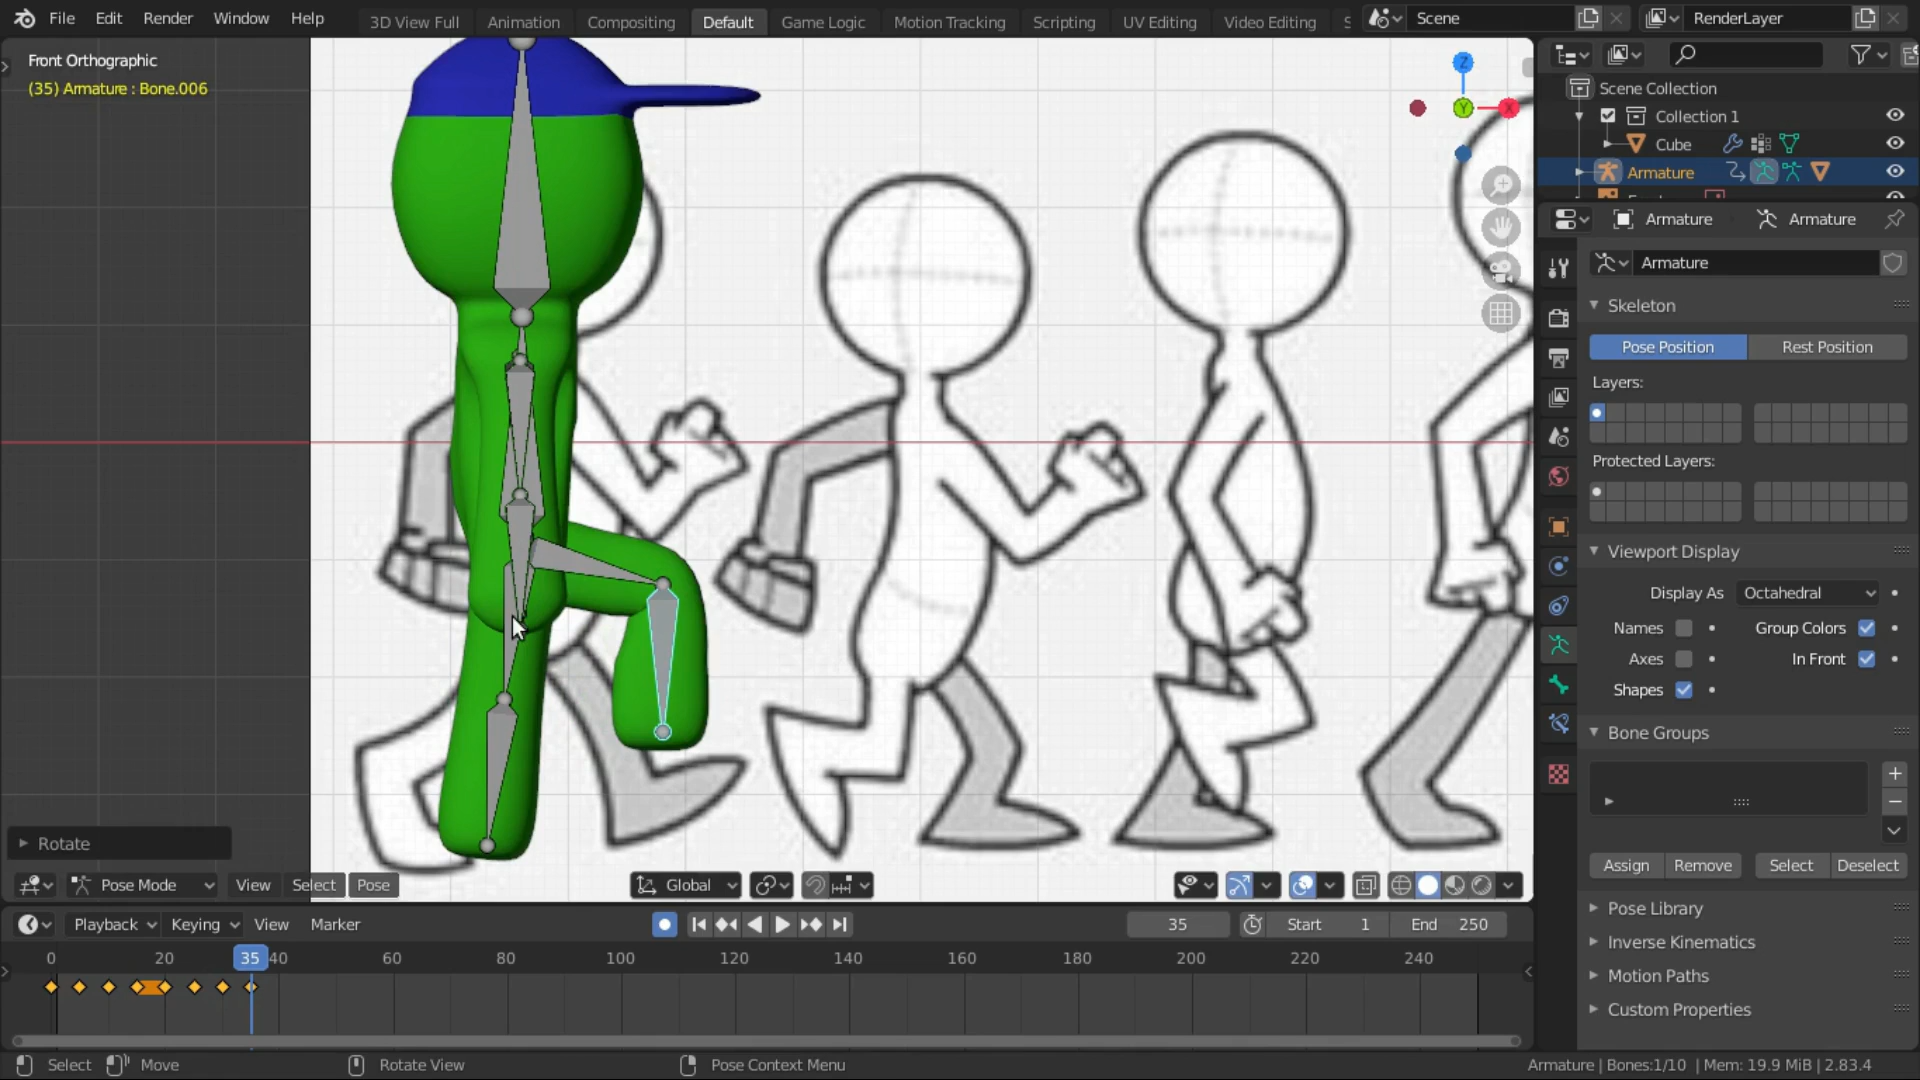 File Edit Render Window Help 3D View Full Animation Compositing Default Game Logic Motion Tracking Scripting UV Editing Video Editing Scene RenderLayer
Front Orthographic
(35) Armature : Bone.006
Z
Y X
Scene Collection
Collection 1
Cube
Armature
Armature Armature
Armature
Skeleton
Pose Position Rest Position
Layers:
Protected Layers:
Viewport Display
Display As Octahedral
Names Group Colors
Axes In Front
Shapes
Bone Groups
Assign Remove Select Deselect
Pose Library
Inverse Kinematics
Motion Paths
Custom Properties
Rotate
Pose Mode View Select Pose Global
Playback Keying View Marker 35 Start 1 End 250
0 20 35 40 60 80 100 120 140 160 180 200 220 240
Select Move Rotate View Pose Context Menu Armature | Bones:1/10 | Mem: 19.9 MiB | 2.83.4